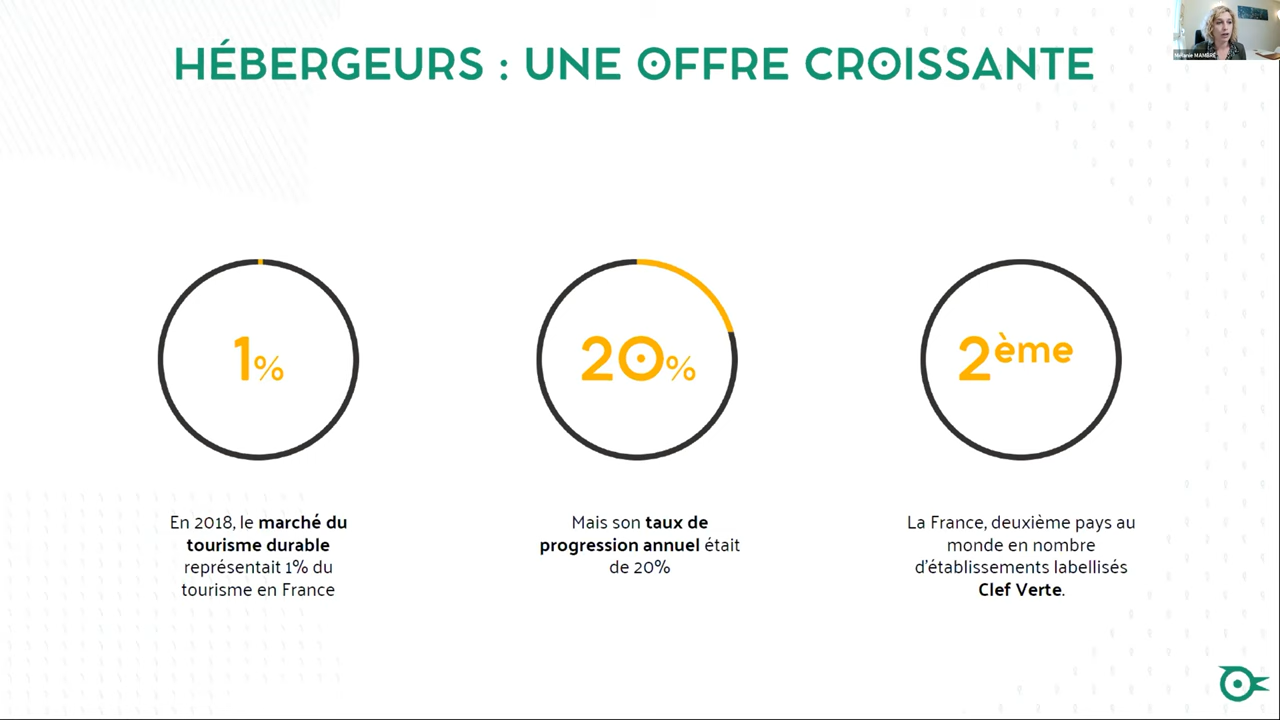 HÉBERGEURS : UNE OFFRE CROISSANTE
Mélanie MAMBRÉ
1%
20%
2ème
En 2018, le marché du
tourisme durable
représentait 1% du
tourisme en France
Mais son taux de
progression annuel était
de 20%
La France, deuxième pays au
monde en nombre
d'établissements labellisés
Clef Verte.